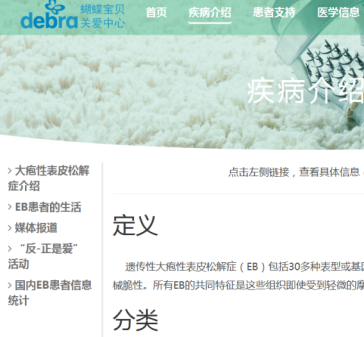 debra
蝴蝶宝贝
关爱中心
首页 疾病介绍 患者支持 医学信息
疾病介绍
> 大疱性表皮松解
症介绍
> EB患者的生活
> 媒体报道
> “反-正是爱”
活动
> 国内EB患者信息
统计
点击左侧链接，查看具体信息
定义
遗传性大疱性表皮松解症（EB）包括30多种表型或基
械脆性。所有EB的共同特征是这些组织即使受到轻微的摩
分类